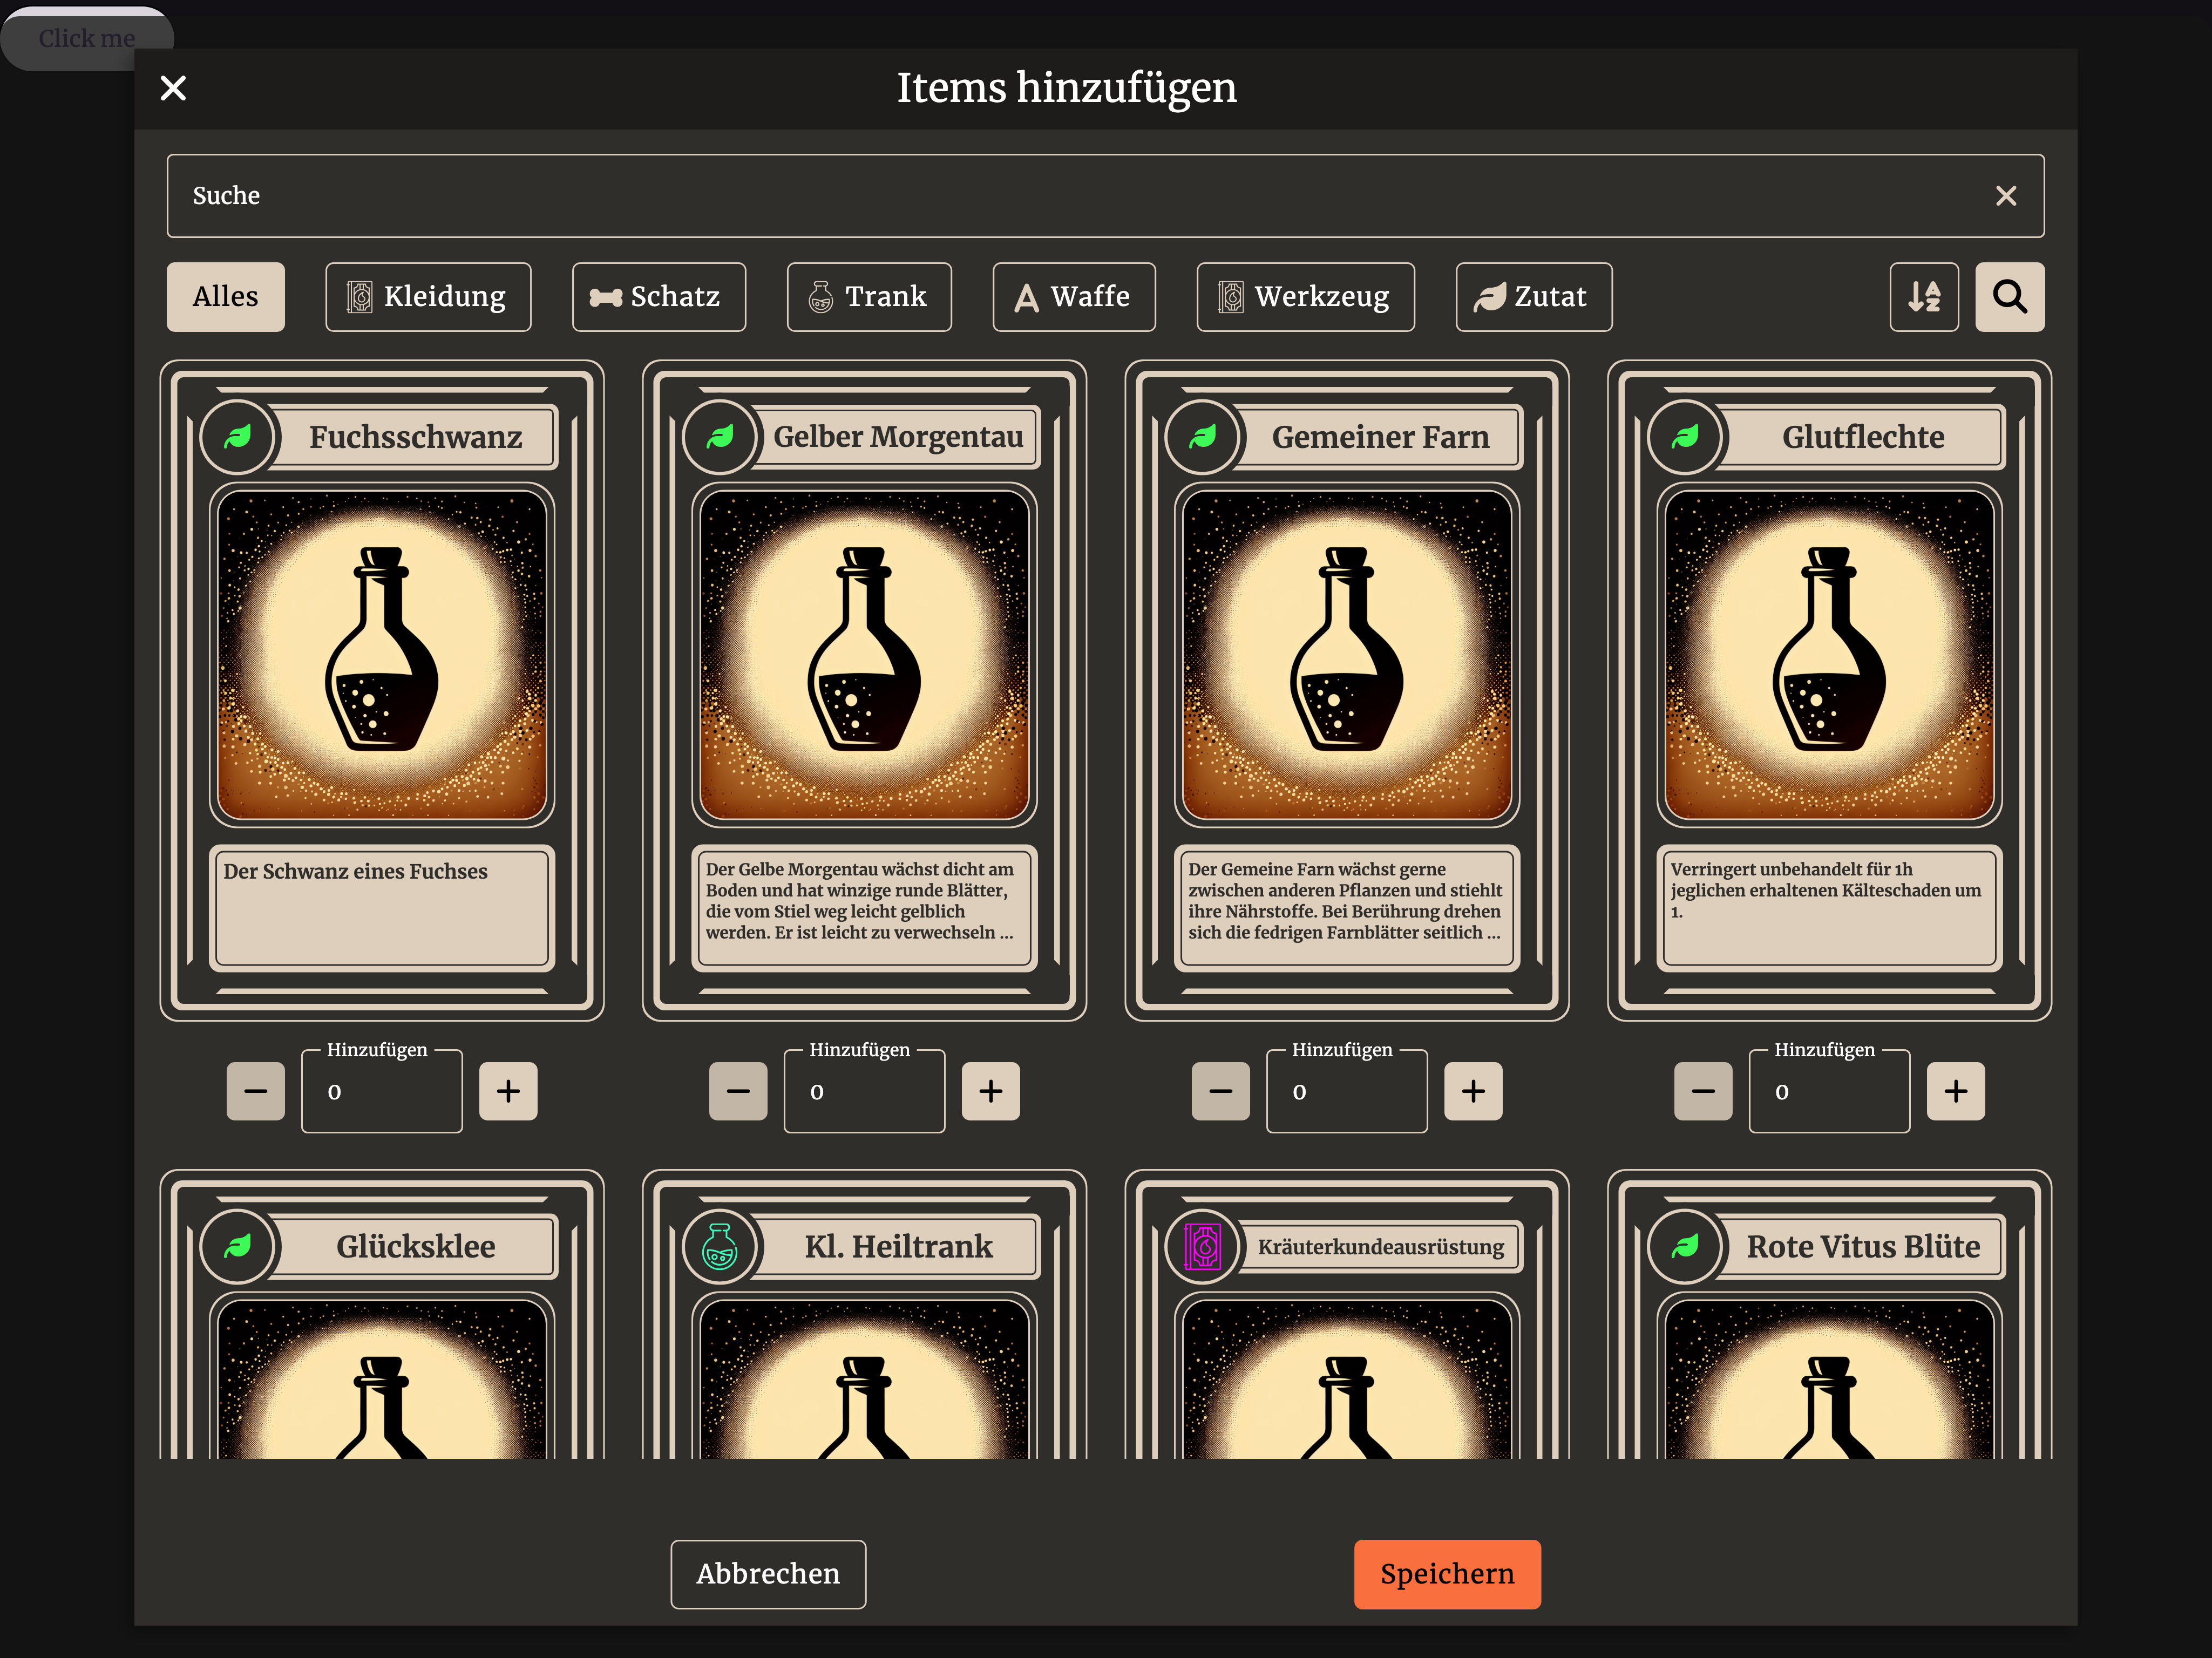 Click me
Items hinzufügen
Suche
Alles
Kleidung
Schatz
Trank
Waffe
Werkzeug
Zutat
Fuchsschwanz
Gelber Morgentau
Gemeiner Farn
Glutflechte
Der Schwanz eines Fuchses
Der Gelbe Morgentau wächst dicht am
Boden und hat winzige runde Blätter,
die vom Stiel weg leicht gelblich
werden. Er ist leicht zu verwechseln ...
Der Gemeine Farn wächst gerne
zwischen anderen Pflanzen und stiehlt
ihre Nährstoffe. Bei Berührung drehen
sich die fedrigen Farnblätter seitlich ...
Verringert unbehandelt für 1h
jeglichen erhaltenen Kälteschaden um
1.
Hinzufügen
0
Hinzufügen
0
Hinzufügen
0
Hinzufügen
0
Glücksklee
Kl. Heiltrank
Kräuterkundeausrüstung
Rote Vitus Blüte
Abbrechen
Speichern